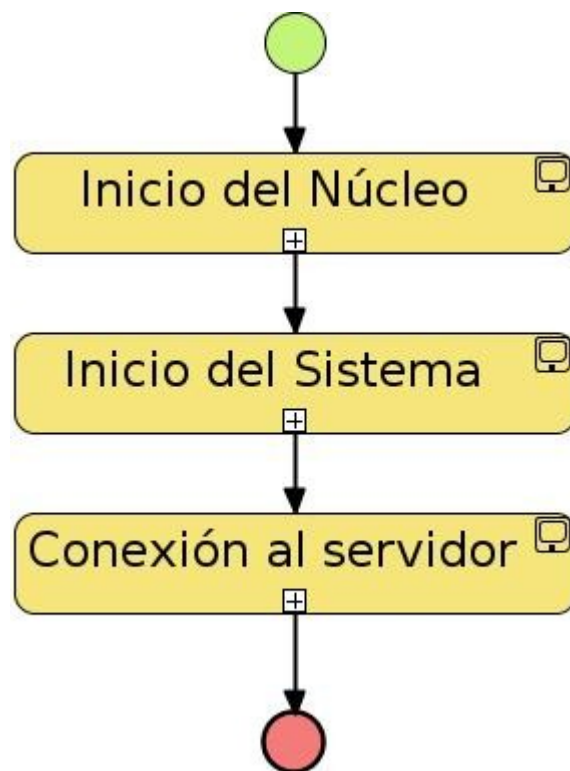 Inicio del Núcleo
Inicio del Sistema
Conexión al servidor